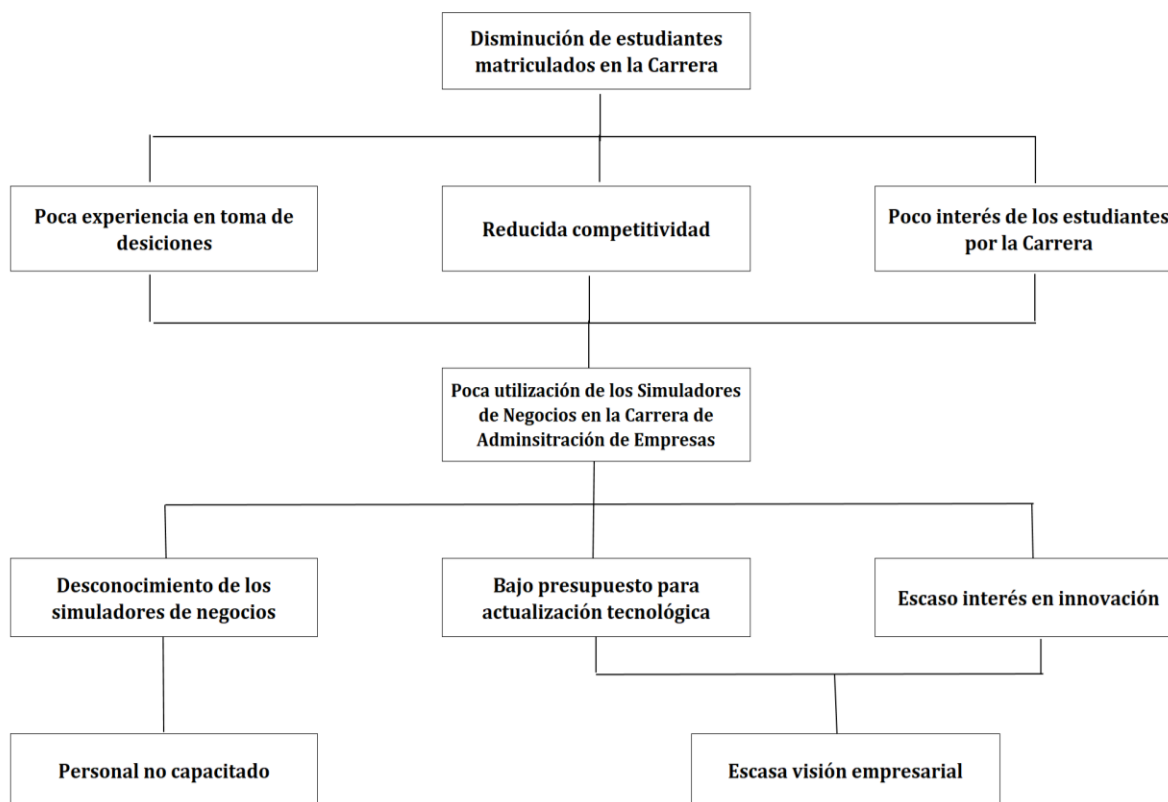 Disminución de estudiantes
matriculados en la Carrera
Poca experiencia en toma de
desiciones
Reducida competitividad
Poco interés de los estudiantes
por la Carrera
Poca utilización de los Simuladores
de Negocios en la Carrera de
Adminsitración de Empresas
Desconocimiento de los
simuladores de negocios
Bajo presupuesto para
actualización tecnológica
Escaso interés en innovación
Personal no capacitado
Escasa visión empresarial